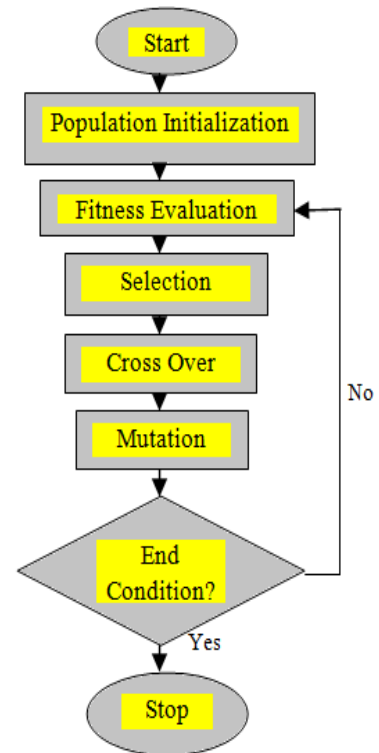 Start
Population Initialization
Fitness Evaluation
Selection
Cross Over
No
Mutation
End
Condition?
Yes
Stop